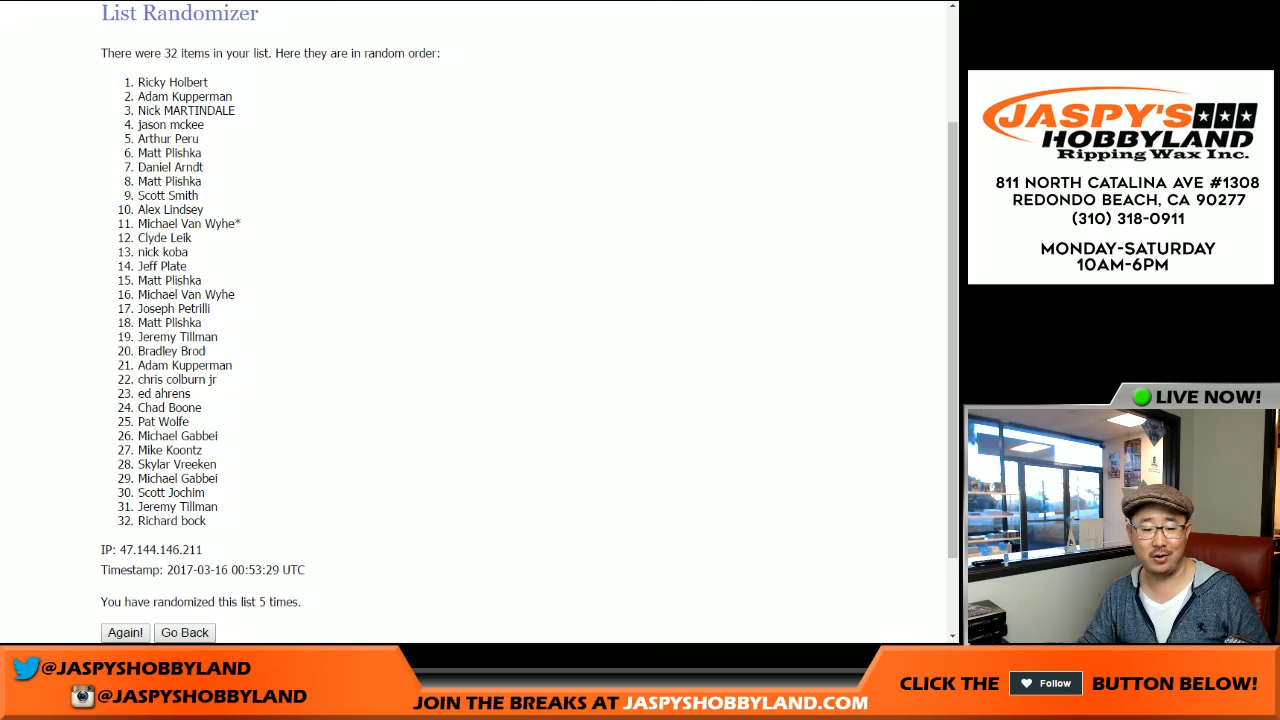 List Randomizer
There were 32 items in your list. Here they are in random order:
1. Ricky Holbert
2. Adam Kupperman
3. Nick MARTINDALE
4. jason mckee
5. Arthur Peru
6. Matt Plishka
7. Daniel Arndt
8. Matt Plishka
9. Scott Smith
10. Alex Lindsey
11. Michael Van Wyhe*
12. Clyde Leik
13. nick koba
14. Jeff Plate
15. Matt Plishka
16. Michael Van Wyhe
17. Joseph Petrilli
18. Matt Plishka
19. Jeremy Tillman
20. Bradley Brod
21. Adam Kupperman
22. chris colburn jr
23. ed ahrens
24. Chad Boone
25. Pat Wolfe
26. Michael Gabbei
27. Mike Koontz
28. Skylar Vreeken
29. Michael Gabbei
30. Scott Jochim
31. Jeremy Tillman
32. Richard bock
IP: 47.144.146.211
Timestamp: 2017-03-16 00:53:29 UTC
You have randomized this list 5 times.
Again! Go Back
JASPY'S
HOBBYLAND
Ripping Wax Inc.
811 NORTH CATALINA AVE #1308
REDONDO BEACH, CA 90277
(310) 318-0911
MONDAY-SATURDAY
10AM-6PM
LIVE NOW!
@JASPYSHOBBYLAND
@JASPYSHOBBYLAND
JOIN THE BREAKS AT JASPYSHOBBYLAND.COM
CLICK THE Follow BUTTON BELOW!